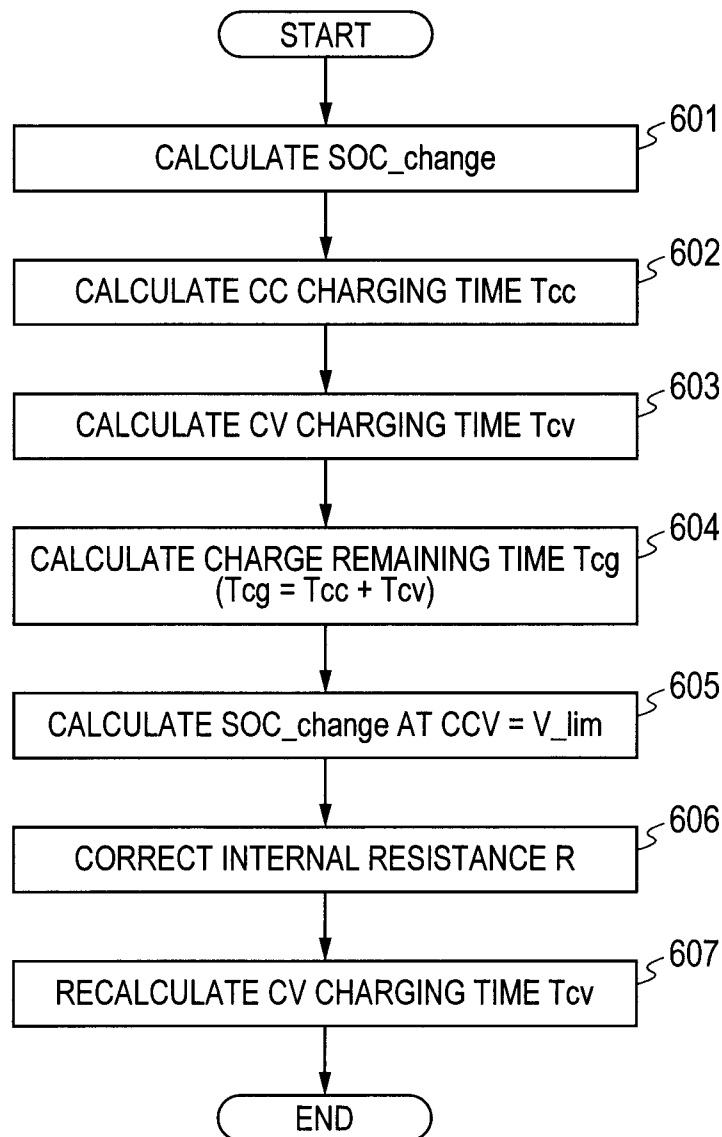 START
601
CALCULATE SOC_change
602
CALCULATE CC CHARGING TIME Tcc
603
CALCULATE CV CHARGING TIME Tcv
604
CALCULATE CHARGE REMAINING TIME Tcg
(Tcg = Tcc + Tcv)
605
CALCULATE SOC_change AT CCV = V_lim
606
CORRECT INTERNAL RESISTANCE R
607
RECALCULATE CV CHARGING TIME Tcv
END